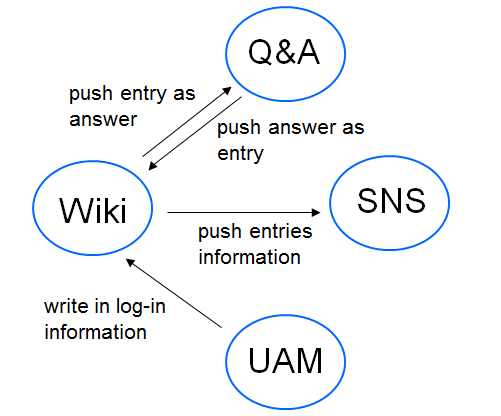 Q&A
push entry as
answer
push answer as
entry
Wiki
SNS
push entries
information
write in log-in
information
UAM